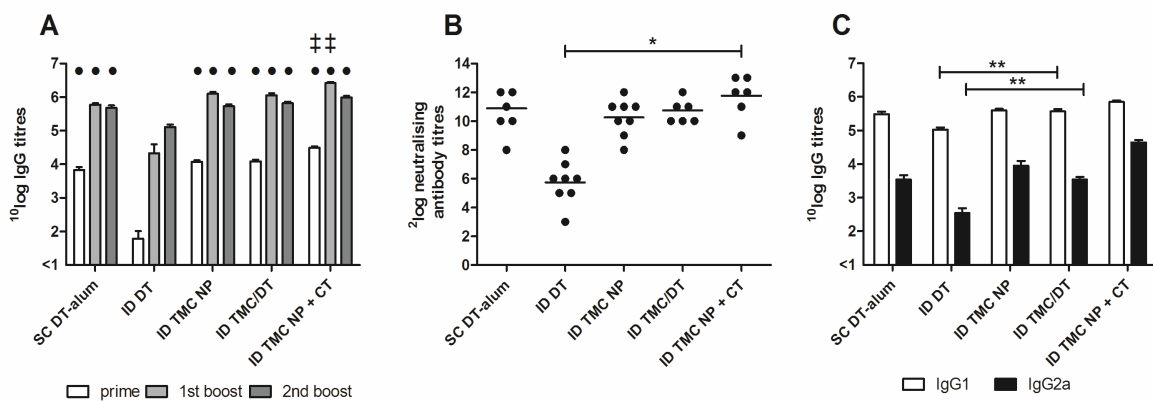 A
‡‡
10log IgG titres
7
6
5
4
3
2
<1
SC DT-alum
ID DT
ID TMC NP
ID TMC/DT
ID TMC NP + CT
prime 1st boost 2nd boost
B
*
2log neutralising
antibody titres
14
12
10
8
6
4
2
0
SC DT-alum
ID DT
ID TMC NP
ID TMC/DT
ID TMC NP + CT
C
**
**
10log IgG titres
7
6
5
4
3
2
<1
SC DT-alum
ID DT
ID TMC NP
ID TMC/DT
ID TMC NP + CT
IgG1 IgG2a